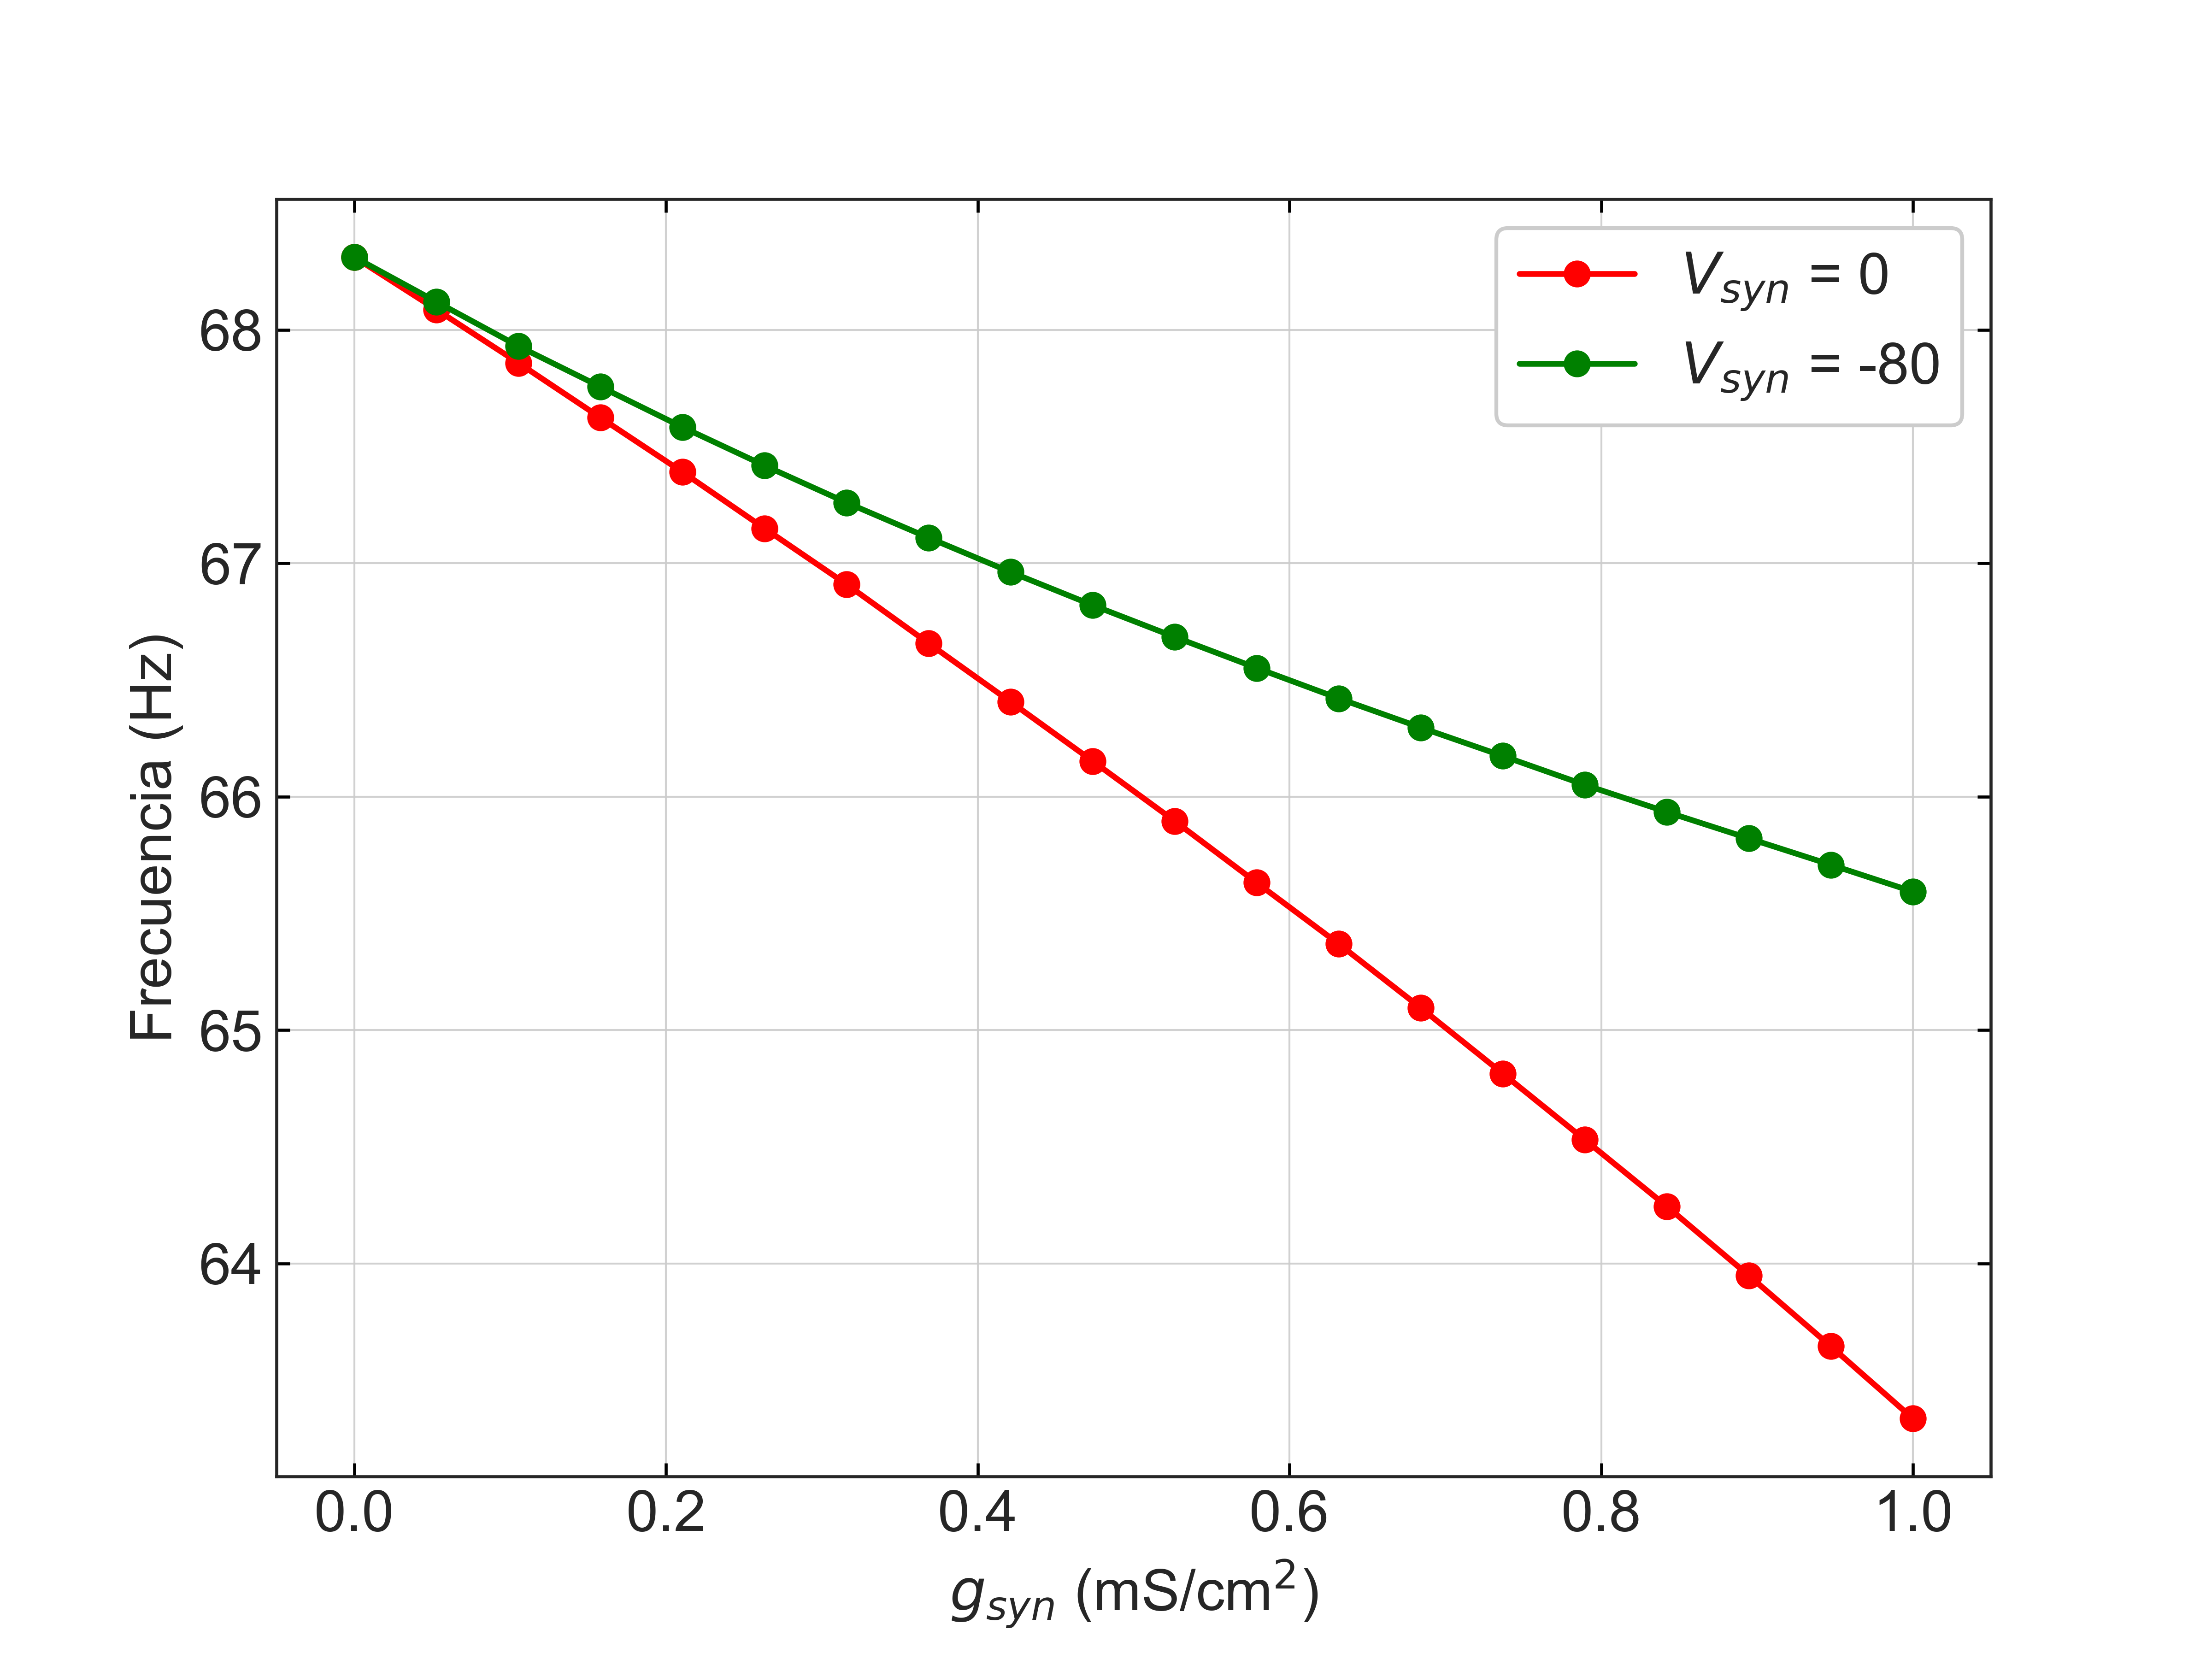 V_syn = 0
V_syn = -80
Frecuencia (Hz)
68
67
66
65
64
0.0 0.2 0.4 0.6 0.8 1.0
g_syn (mS/cm²)